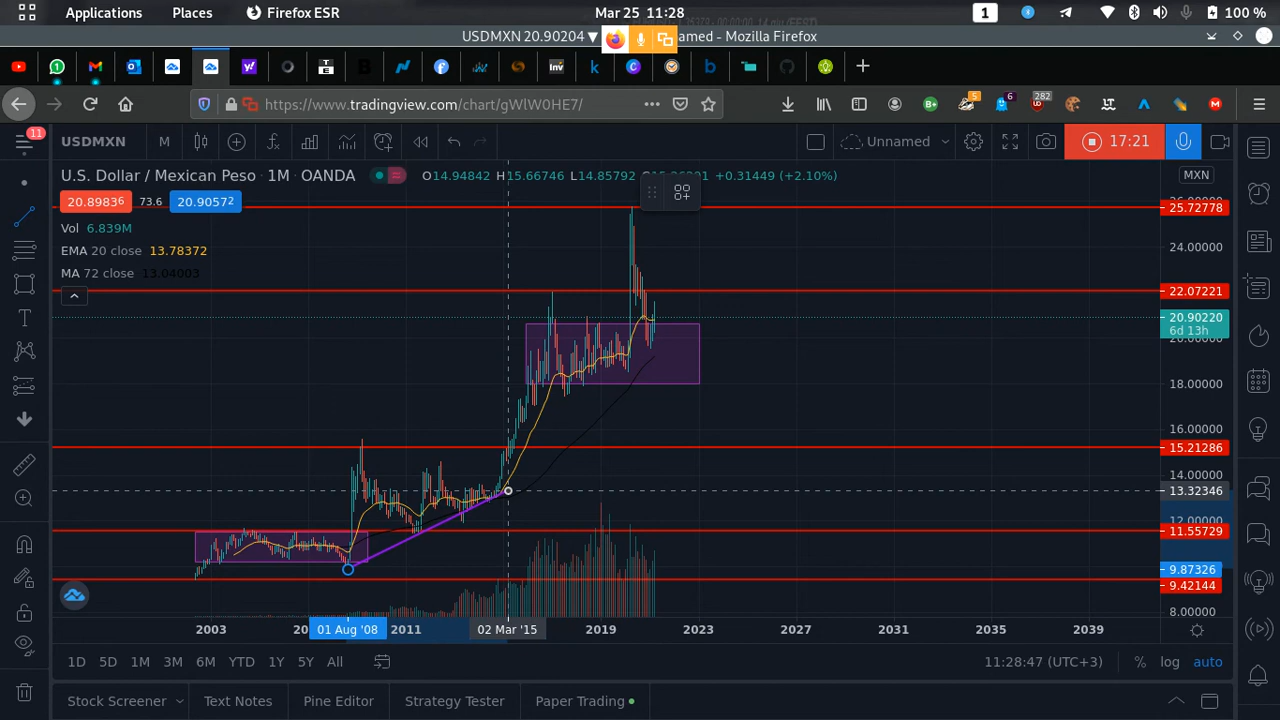 Applications Places Firefox ESR Mar 25 11:28 1 100 %
USDMXN 20.90204 ▼ amed - Mozilla Firefox
https://www.tradingview.com/chart/gWlW0HE7/ 5 6 282
11 USDMXN M Unnamed 17:21
U.S. Dollar / Mexican Peso · 1M · OANDA O14.94842 H15.66746 L14.85792 +0.31449 (+2.10%) MXN
20.89836 73.6 20.90572
25.72778
Vol 6.839M
24.00000
EMA 20 close 13.78372
MA 72 close 13.04003
22.07221
20.90220
6d 13h
20.00000
18.00000
16.00000
15.21286
14.00000
13.32346
12.00000
11.55729
9.87326
9.42144
8.00000
2003 01 Aug '08 2011 02 Mar '15 2019 2023 2027 2031 2035 2039
1D 5D 1M 3M 6M YTD 1Y 5Y All 11:28:47 (UTC+3) % log auto
Stock Screener Text Notes Pine Editor Strategy Tester Paper Trading